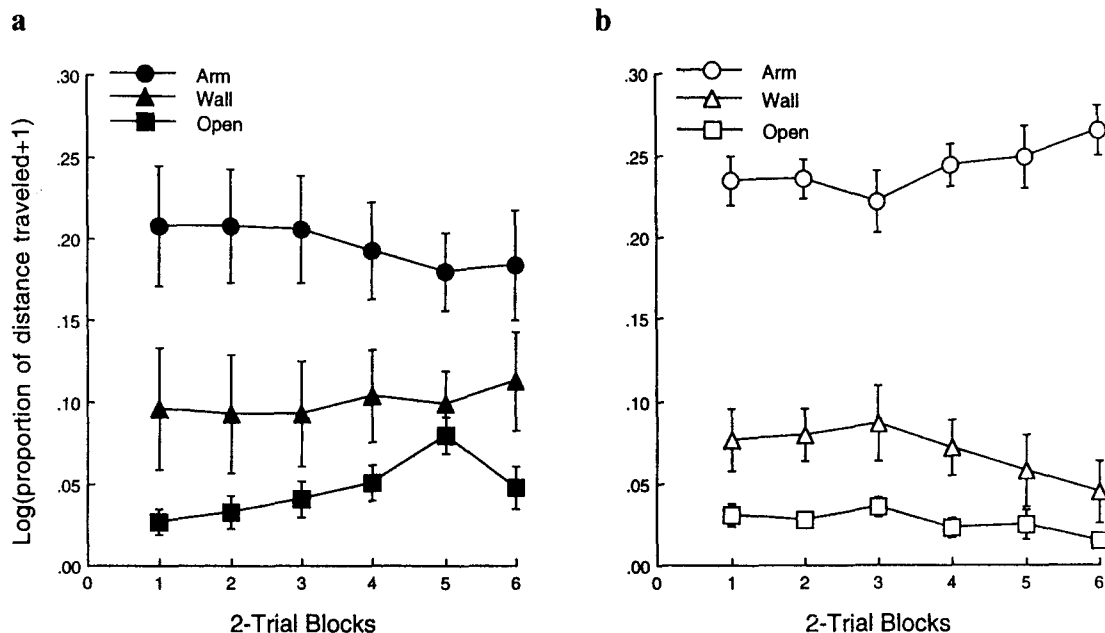 a
Arm
Wall
Open
Log(proportion of distance traveled+1)
.30
.25
.20
.15
.10
.05
.00
0 1 2 3 4 5 6
2-Trial Blocks
b
Arm
Wall
Open
.30
.25
.20
.15
.10
.05
.00
0 1 2 3 4 5 6
2-Trial Blocks